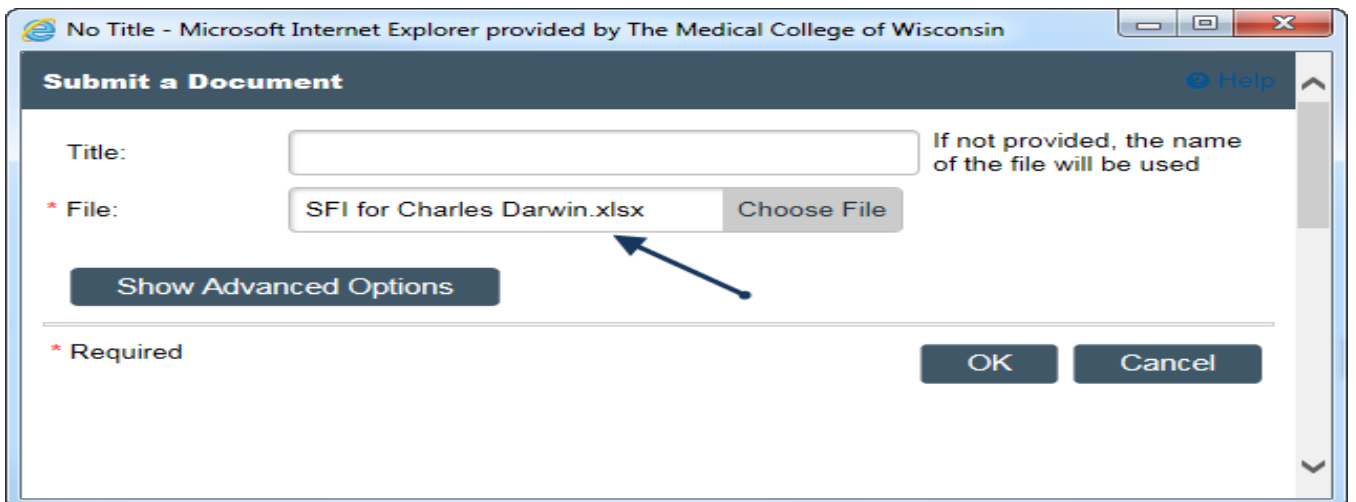 No Title - Microsoft Internet Explorer provided by The Medical College of Wisconsin
Submit a Document
Help
Title:
If not provided, the name
of the file will be used
* File:
SFI for Charles Darwin.xlsx
Choose File
Show Advanced Options
* Required
OK
Cancel